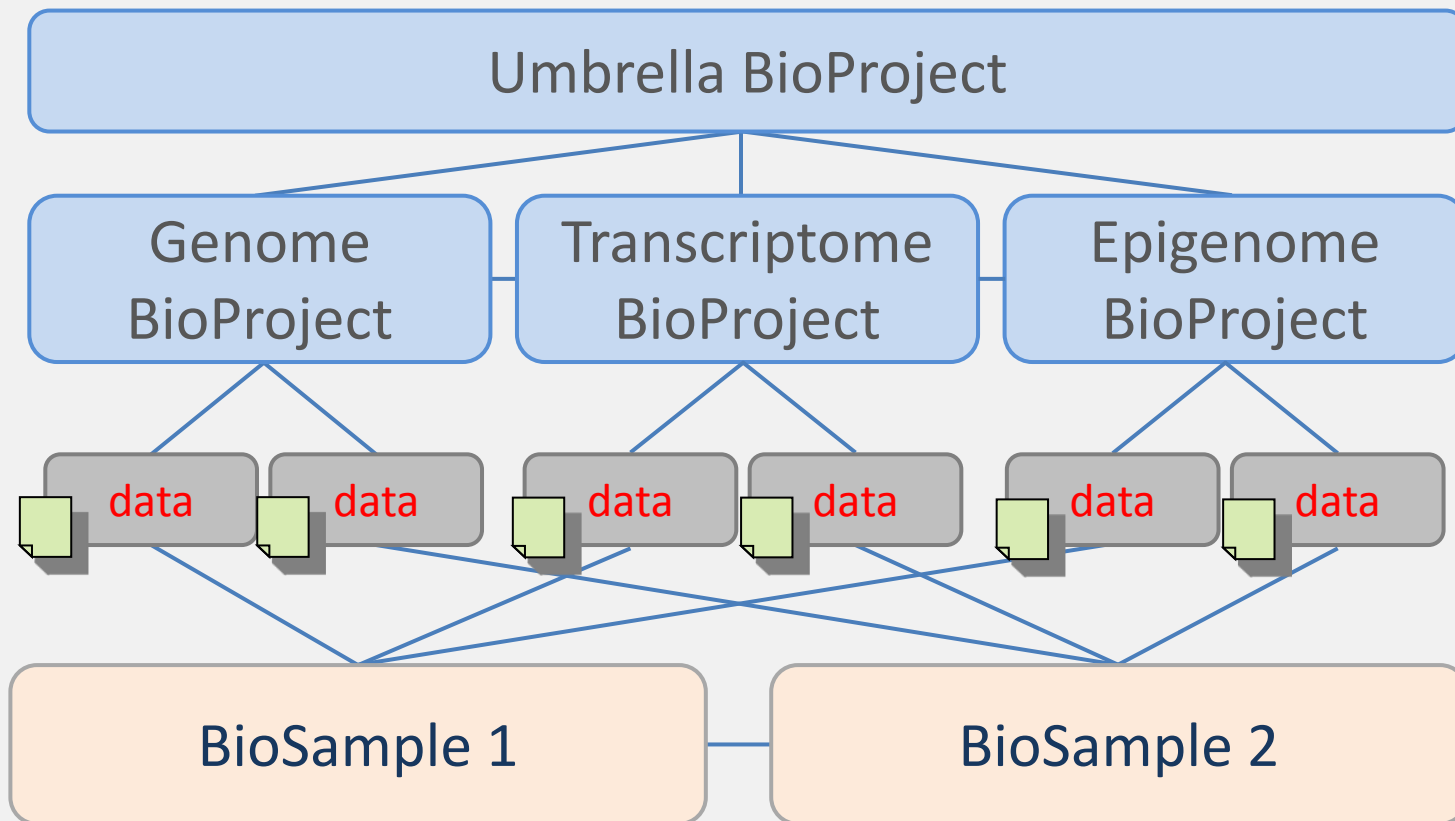 Umbrella BioProject
Genome
BioProject
Transcriptome
BioProject
Epigenome
BioProject
data
data
data
data
data
data
BioSample 1
BioSample 2